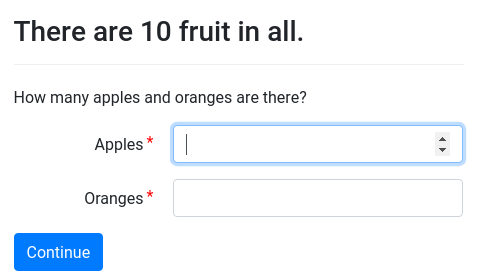 There are 10 fruit in all.
How many apples and oranges are there?
Apples *
Oranges *
Continue